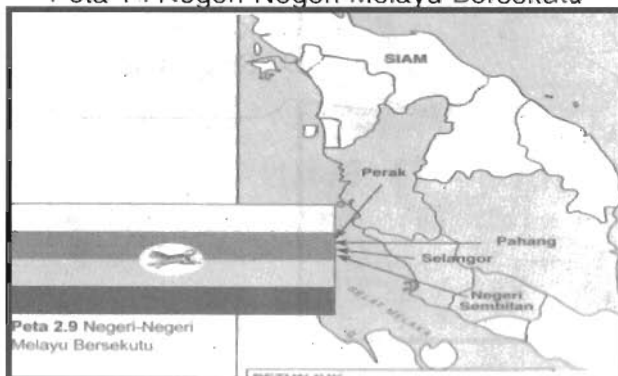 Peta 1 : Negeri-Negeri Melayu Bersekutu
SIAM
Perak
Pahang
Selangor
Negeri
Sembilan
SELAT MELAKA
Peta 2.9 Negeri-Negeri
Melayu Bersekutu